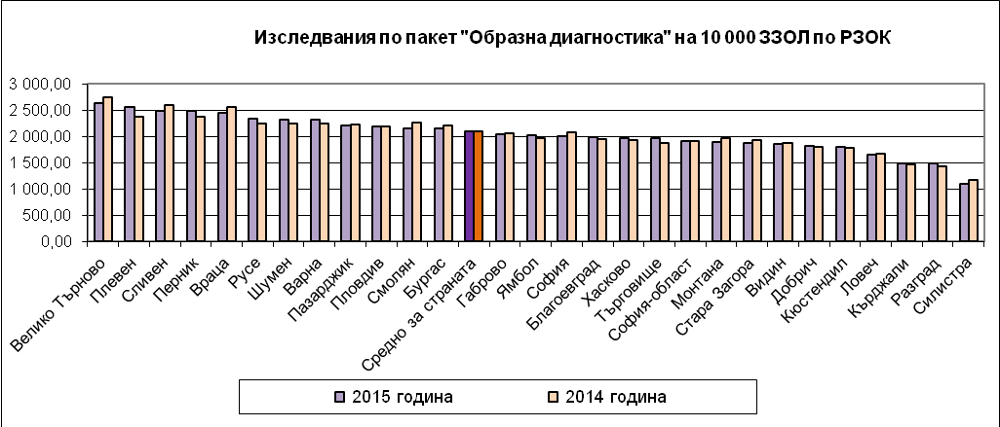 Изследвания по пакет "Образна диагностика" на 10 000 ЗЗОЛ по РЗОК
3 000,00
2 500,00
2 000,00
1 500,00
1 000,00
500,00
0,00
Велико Търново
Плевен
Сливен
Перник
Враца
Русе
Шумен
Варна
Пазарджик
Пловдив
Смолян
Бургас
Средно за страната
Габрово
Ямбол
София
Благоевград
Хасково
Търговище
София-област
Монтана
Стара Загора
Видин
Добрич
Кюстендил
Ловеч
Кърджали
Разград
Силистра
2015 година
2014 година